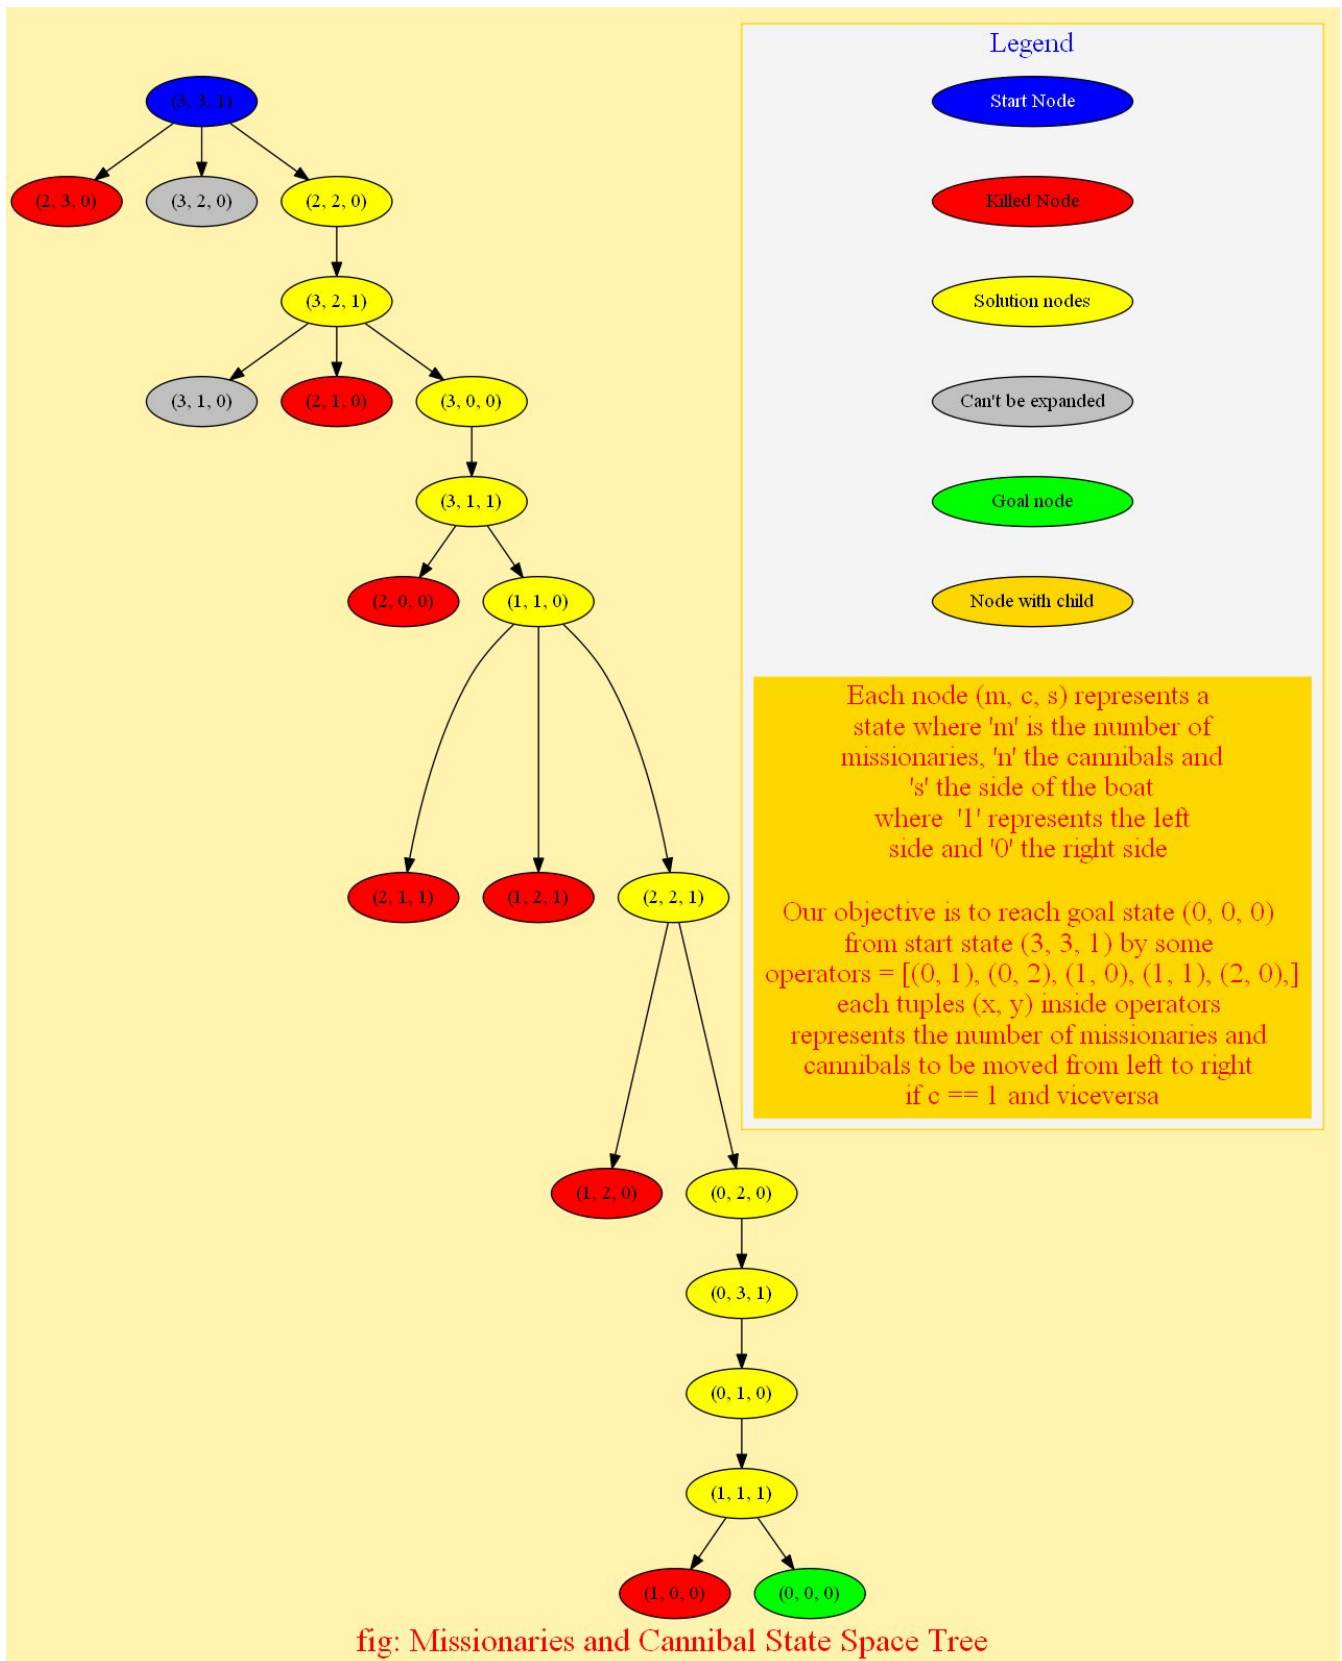 Legend
(3, 3, 1)
Start Node
(2, 3, 0)
(3, 2, 0)
(2, 2, 0)
Killed Node
(3, 2, 1)
Solution nodes
(3, 1, 0)
(2, 1, 0)
(3, 0, 0)
Can't be expanded
(3, 1, 1)
Goal node
(2, 0, 0)
(1, 1, 0)
Node with child
Each node (m, c, s) represents a
state where 'm' is the number of
missionaries, 'n' the cannibals and
's' the side of the boat
where '1' represents the left
side and '0' the right side
(2, 1, 1)
(1, 2, 1)
(2, 2, 1)
Our objective is to reach goal state (0, 0, 0)
from start state (3, 3, 1) by some
operators = [(0, 1), (0, 2), (1, 0), (1, 1), (2, 0),]
each tuples (x, y) inside operators
represents the number of missionaries and
cannibals to be moved from left to right
if c == 1 and viceversa
(1, 2, 0)
(0, 2, 0)
(0, 3, 1)
(0, 1, 0)
(1, 1, 1)
(1, 0, 0)
(0, 0, 0)
fig: Missionaries and Cannibal State Space Tree